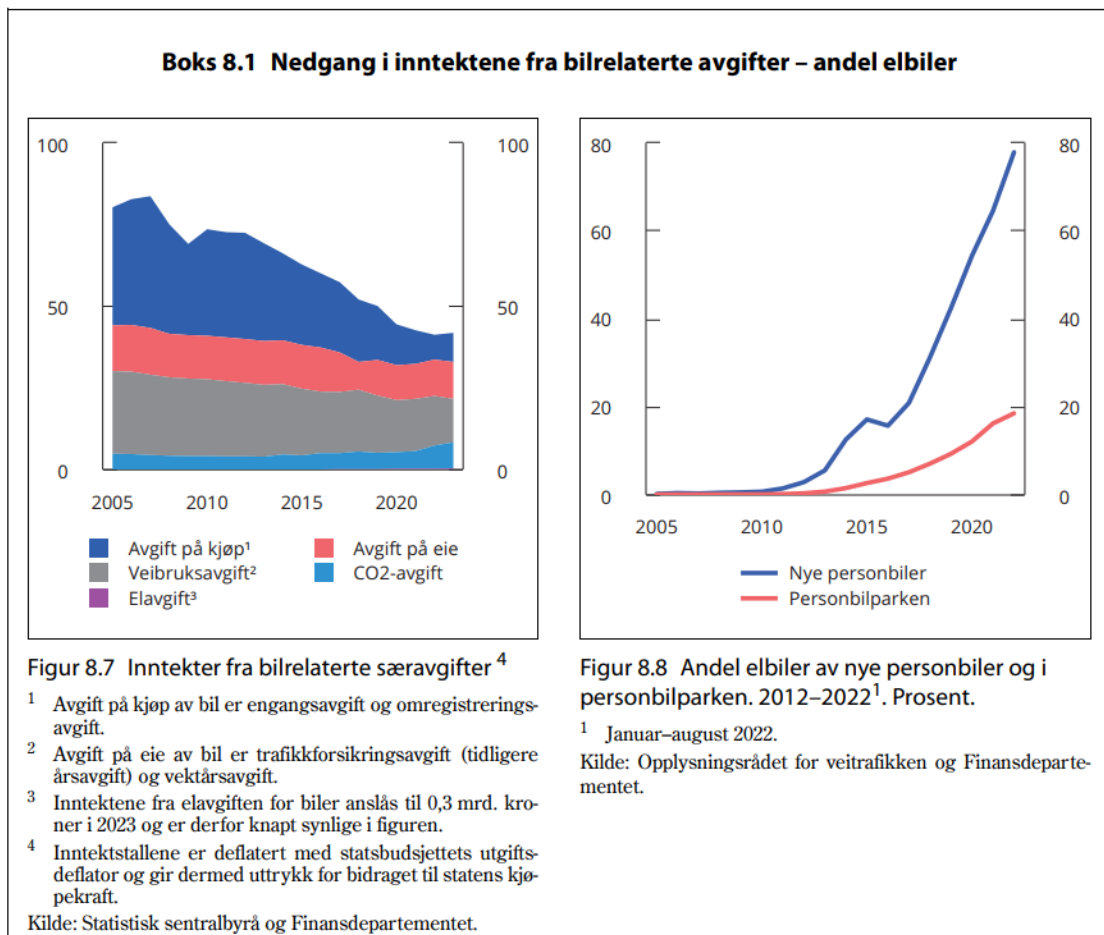 Boks 8.1 Nedgang i inntektene fra bilrelaterte avgifter – andel elbiler
100 100
50 50
0 0
2005 2010 2015 2020
Avgift på kjøp¹ Avgift på eie
Veibruksavgift² CO2-avgift
Elavgift³
Figur 8.7 Inntekter fra bilrelaterte særavgifter ⁴
¹ Avgift på kjøp av bil er engangsavgift og omregistrerings-
avgift.
² Avgift på eie av bil er trafikkforsikringsavgift (tidligere
årsavgift) og vektårsavgift.
³ Inntektene fra elavgiften for biler anslås til 0,3 mrd. kro-
ner i 2023 og er derfor knapt synlige i figuren.
⁴ Inntektstallene er deflatert med statsbudsjettets utgifts-
deflator og gir dermed uttrykk for bidraget til statens kjø-
pekraft.
Kilde: Statistisk sentralbyrå og Finansdepartementet.
80 80
60 60
40 40
20 20
0 0
2005 2010 2015 2020
Nye personbiler
Personbilparken
Figur 8.8 Andel elbiler av nye personbiler og i
personbilparken. 2012–2022¹. Prosent.
¹ Januar–august 2022.
Kilde: Opplysningsrådet for veitrafikken og Finansdeparte-
mentet.